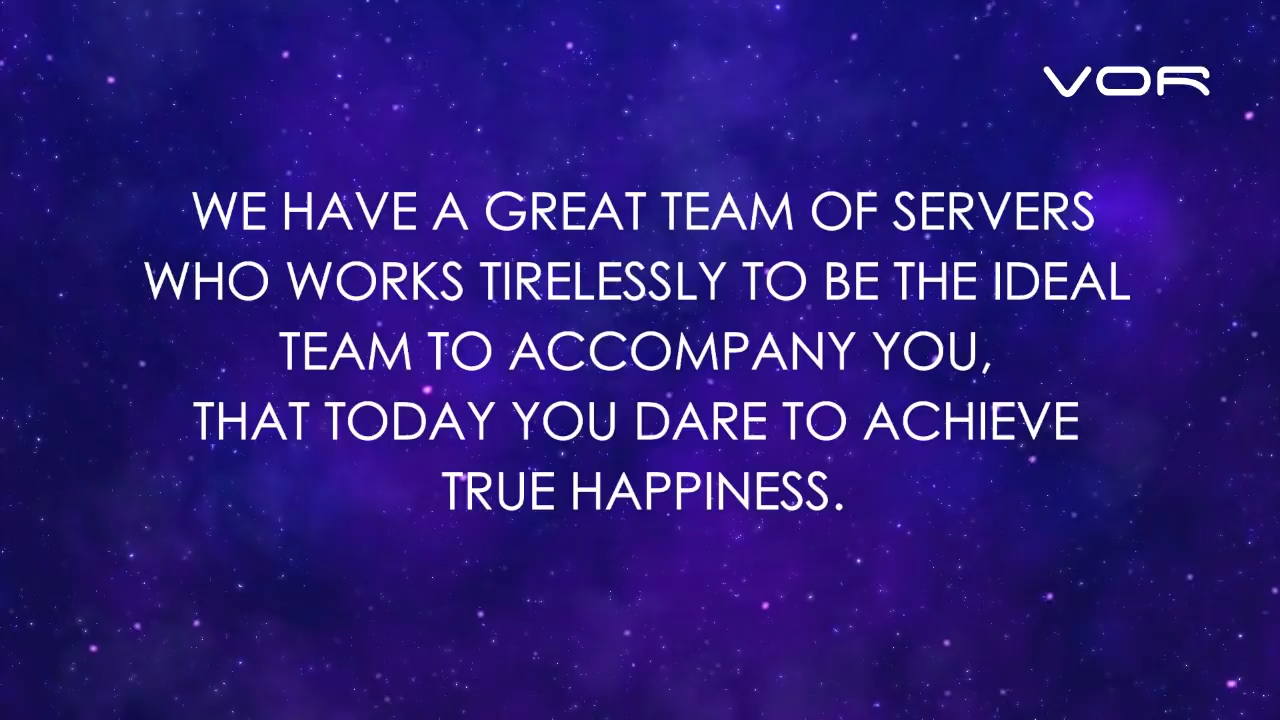 VOR
WE HAVE A GREAT TEAM OF SERVERS
WHO WORKS TIRELESSLY TO BE THE IDEAL
TEAM TO ACCOMPANY YOU,
THAT TODAY YOU DARE TO ACHIEVE
TRUE HAPPINESS.